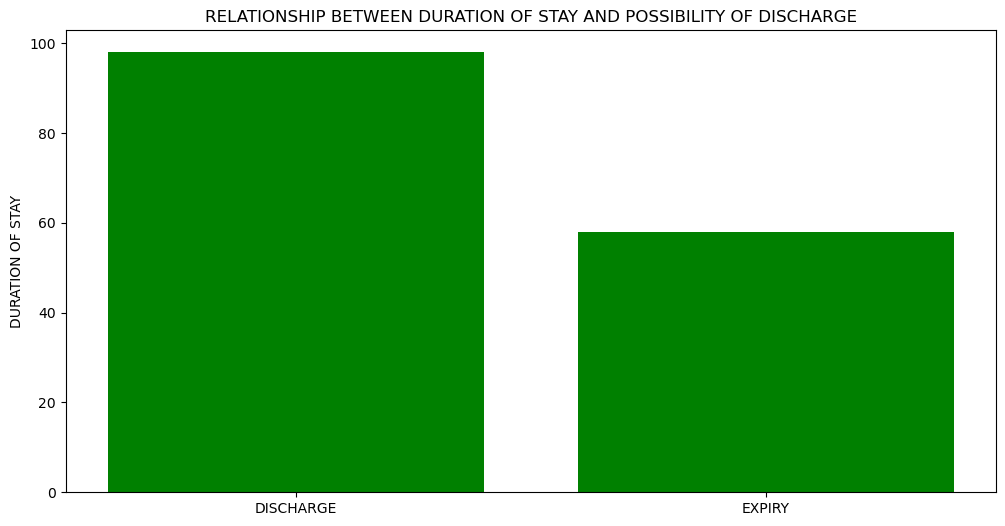 RELATIONSHIP BETWEEN DURATION OF STAY AND POSSIBILITY OF DISCHARGE
100
80
60
40
20
0
DURATION OF STAY
DISCHARGE
EXPIRY